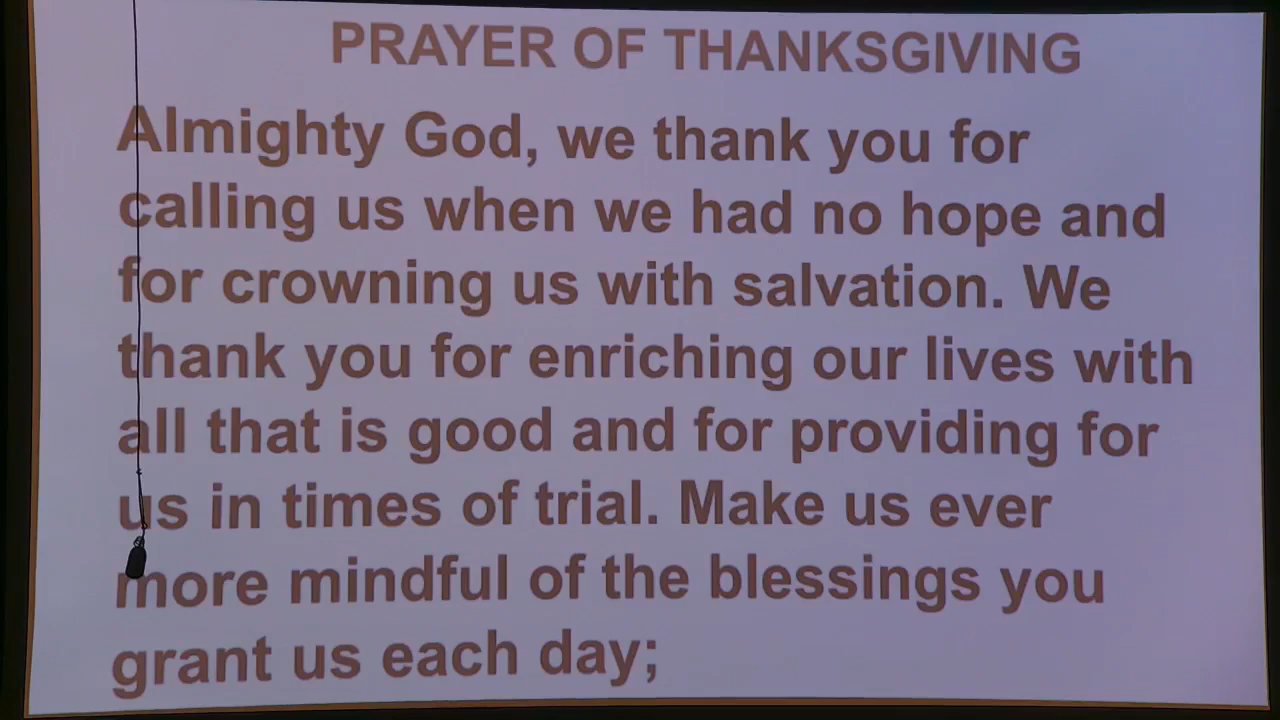 PRAYER OF THANKSGIVING
Almighty God, we thank you for
calling us when we had no hope and
for crowning us with salvation. We
thank you for enriching our lives with
all that is good and for providing for
us in times of trial. Make us ever
more mindful of the blessings you
grant us each day;